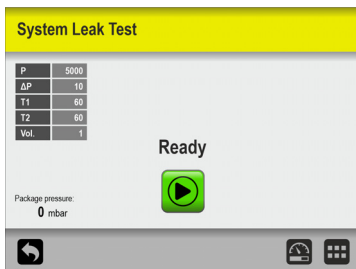 System Leak Test
P 5000
ΔP 10
T1 60
T2 60
Vol. 1
Ready
Package pressure:
0 mbar